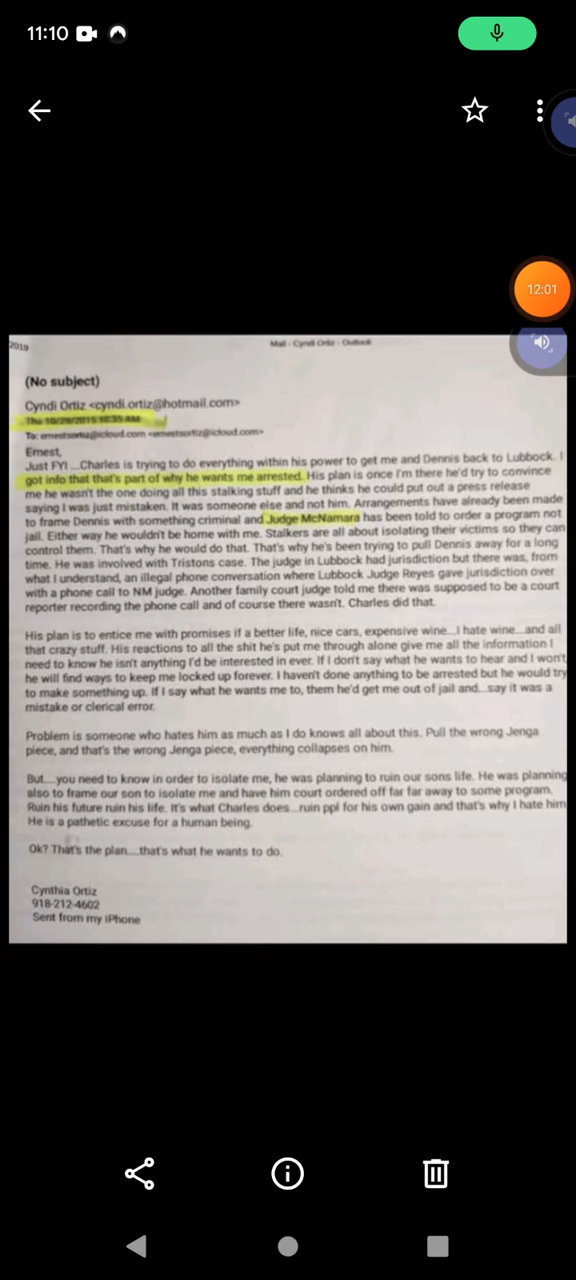 11:10
12:01
2019
Mail - Cyndi Ortiz - Outlook
(No subject)
Cyndi Ortiz <cyndi.ortiz@hotmail.com>
Thu 10/29/2015 10:35 AM
To: ernestsortiz@icloud.com <ernestsortiz@icloud.com>
Ernest,
Just FYI ...Charles is trying to do everything within his power to get me and Dennis back to Lubbock. I
got info that that's part of why he wants me arrested. His plan is once I'm there he'd try to convince
me he wasn't the one doing all this stalking stuff and he thinks he could put out a press release
saying I was just mistaken. It was someone else and not him. Arrangements have already been made
to frame Dennis with something criminal and Judge McNamara has been told to order a program not
jail. Either way he wouldn't be home with me. Stalkers are all about isolating their victims so they can
control them. That's why he would do that. That's why he's been trying to pull Dennis away for a long
time. He was involved with Tristons case. The judge in Lubbock had jurisdiction but there was, from
what I understand, an illegal phone conversation where Lubbock Judge Reyes gave jurisdiction over
with a phone call to NM judge. Another family court judge told me there was supposed to be a court
reporter recording the phone call and of course there wasn't. Charles did that.
His plan is to entice me with promises if a better life, nice cars, expensive wine....I hate wine....and all
that crazy stuff. His reactions to all the shit he's put me through alone give me all the information I
need to know he isn't anything I'd be interested in ever. If I don't say what he wants to hear and I won't
he will find ways to keep me locked up forever. I haven't done anything to be arrested but he would try
to make something up. If I say what he wants me to, them he'd get me out of jail and....say it was a
mistake or clerical error.
Problem is someone who hates him as much as I do knows all about this. Pull the wrong Jenga
piece, and that's the wrong Jenga piece, everything collapses on him.
But....you need to know in order to isolate me, he was planning to ruin our sons life. He was planning
also to frame our son to isolate me and have him court ordered off far far away to some program.
Ruin his future ruin his life. It's what Charles does...ruin ppl for his own gain and that's why I hate him
He is a pathetic excuse for a human being.
Ok? That's the plan....that's what he wants to do.
Cynthia Ortiz
918-212-4602
Sent from my iPhone